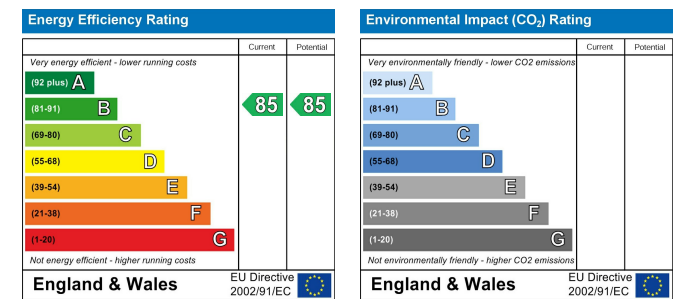 Energy Efficiency Rating
Current Potential
Very energy efficient - lower running costs
(92 plus) A
(81-91) B 85 85
(69-80) C
(55-68) D
(39-54) E
(21-38) F
(1-20) G
Not energy efficient - higher running costs
England & Wales
EU Directive
2002/91/EC
Environmental Impact (CO2) Rating
Current Potential
Very environmentally friendly - lower CO2 emissions
(92 plus) A
(81-91) B
(69-80) C
(55-68) D
(39-54) E
(21-38) F
(1-20) G
Not environmentally friendly - higher CO2 emissions
England & Wales
EU Directive
2002/91/EC